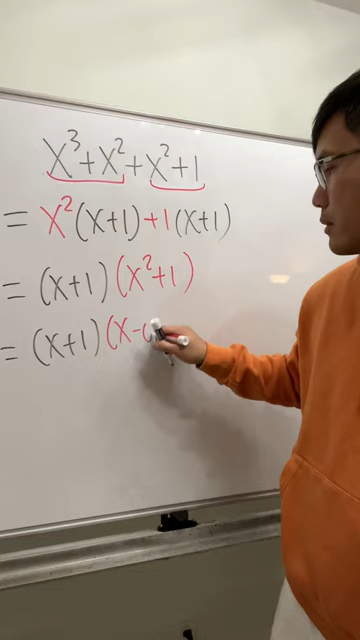 x³+x²+x²+1
= x²(x+1)+1(x+1)
= (x+1)(x²+1)
= (x+1)(x-